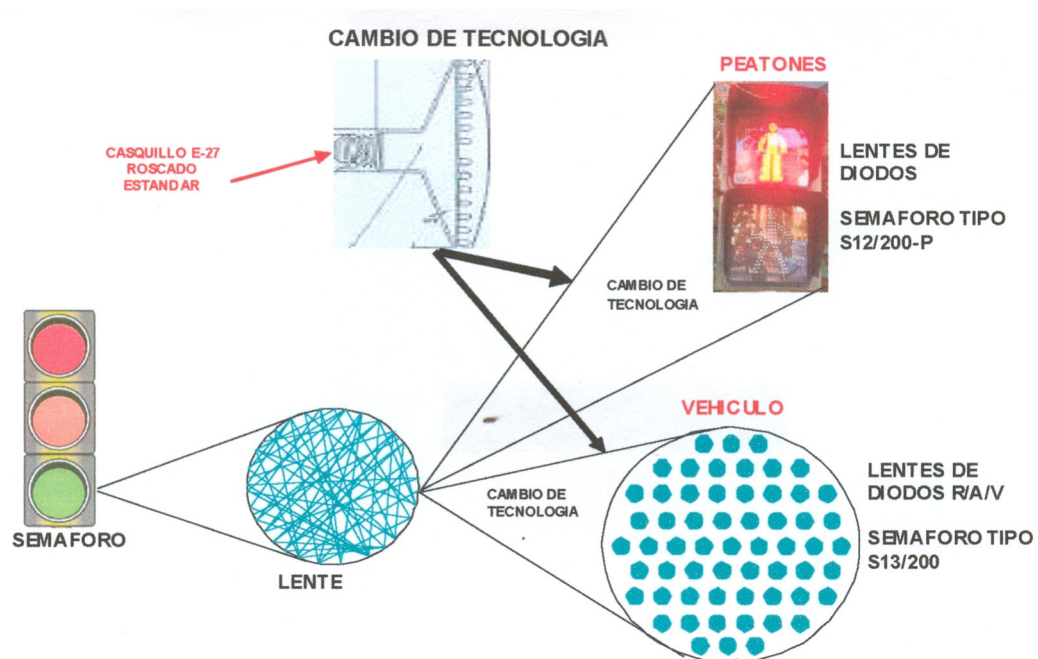 CAMBIO DE TECNOLOGIA
PEATONES
CASQUILLO E-27
ROSCADO
ESTANDAR
LENTES DE
DIODOS
SEMAFORO TIPO
S12/200-P
CAMBIO DE
TECNOLOGIA
VEHICULO
CAMBIO DE
TECNOLOGIA
LENTES DE
DIODOS R/A/V
SEMAFORO TIPO
S13/200
SEMAFORO
LENTE